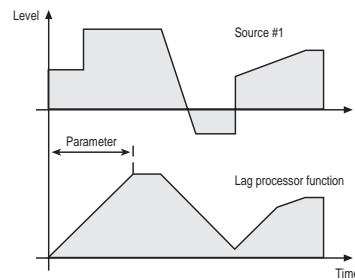 Level
Source #1
Parameter
Lag processor function
Time